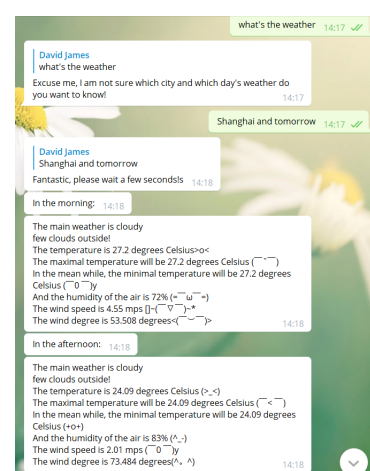 what's the weather 14:17
David James
what's the weather
Excuse me, I am not sure which city and which day's weather do
you want to know!
14:17
Shanghai and tomorrow 14:17
David James
Shanghai and tomorrow
Fantastic, please wait a few seconds!s 14:18
In the morning: 14:18
The main weather is cloudy
few clouds outside!
The temperature is 27.2 degrees Celsius>o<
The maximal temperature will be 27.2 degrees Celsius (￣ˇ￣)
In the mean while, the minimal temperature will be 27.2 degrees
Celsius (￣0 ￣)y
And the humidity of the air is 72% (=￣ω￣=)
The wind speed is 4.55 mps []~(￣▽￣)~*
The wind degree is 53.508 degrees<(￣︶￣)>
14:18
In the afternoon: 14:18
The main weather is cloudy
few clouds outside!
The temperature is 24.09 degrees Celsius (>_<)
The maximal temperature will be 24.09 degrees Celsius (￣< ￣)
In the mean while, the minimal temperature will be 24.09 degrees
Celsius (+o+)
And the humidity of the air is 83% (^_-)
The wind speed is 2.01 mps (￣0￣)y
The wind degree is 73.484 degrees(^。^)
14:18